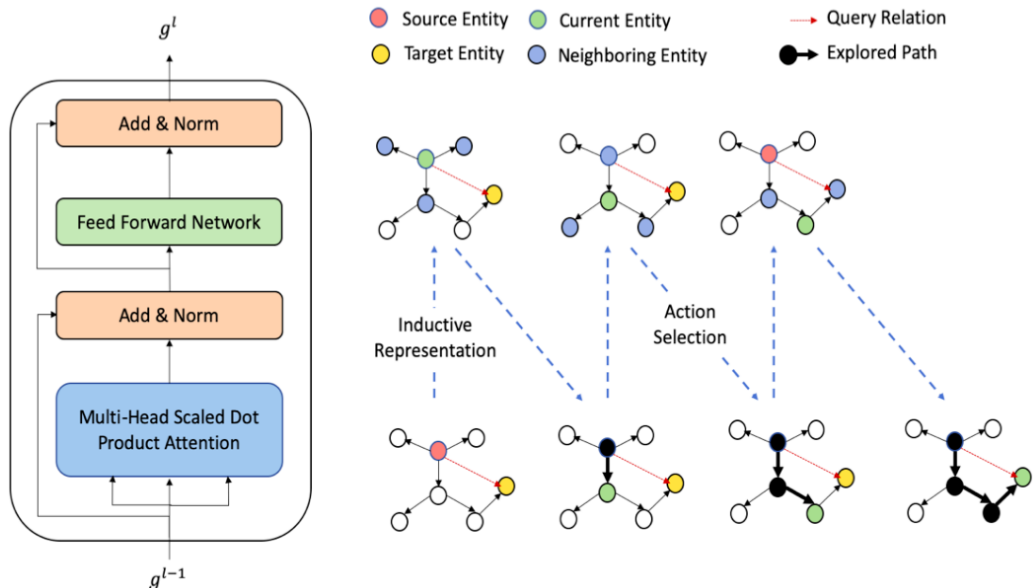 g^l
Add & Norm
Feed Forward Network
Add & Norm
Multi-Head Scaled Dot
Product Attention
g^{l-1}
Source Entity
Current Entity
Query Relation
Target Entity
Neighboring Entity
Explored Path
Inductive
Representation
Action
Selection